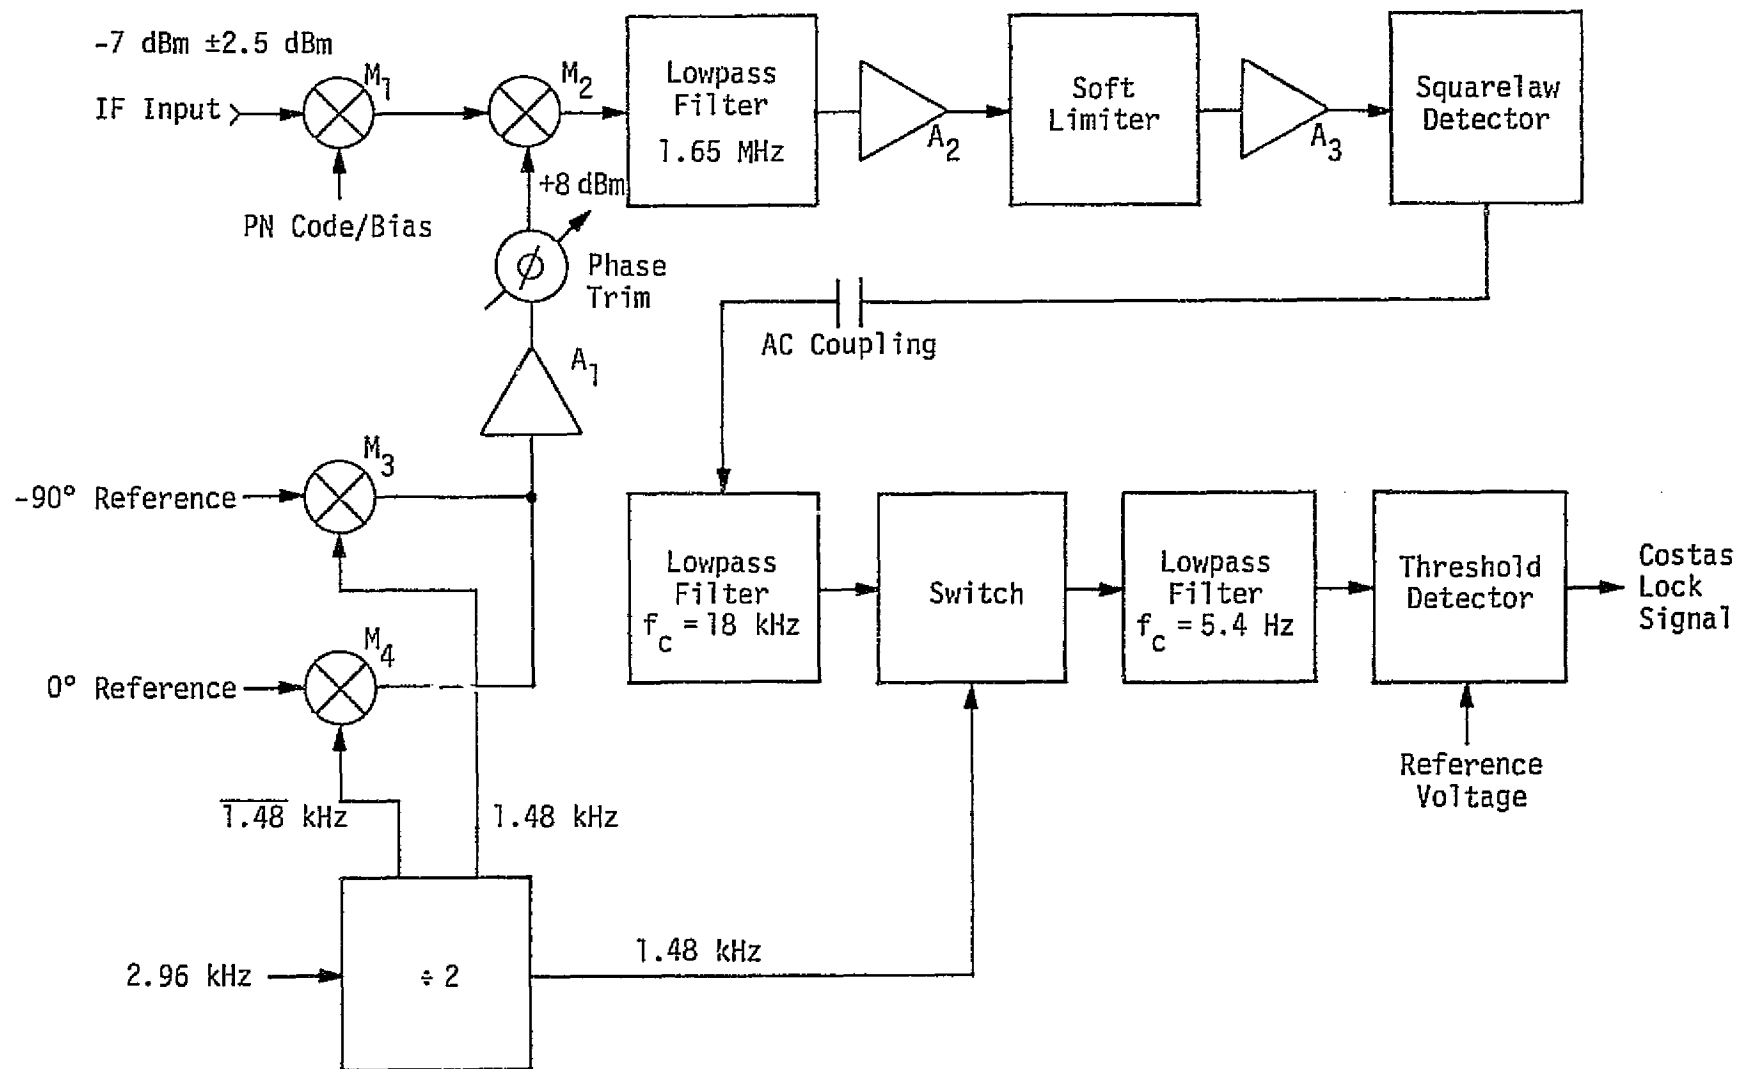 -7 dBm ±2.5 dBm
IF Input
M1
PN Code/Bias
M2
+8 dBm
Phase
Trim
ϕ
A1
Lowpass
Filter
1.65 MHz
A2
Soft
Limiter
A3
Squarelaw
Detector
AC Coupling
-90° Reference
M3
0° Reference
M4
1.48 kHz
1.48 kHz
2.96 kHz
÷ 2
1.48 kHz
Lowpass
Filter
fc = 18 kHz
Switch
Lowpass
Filter
fc = 5.4 Hz
Threshold
Detector
Costas
Lock
Signal
Reference
Voltage